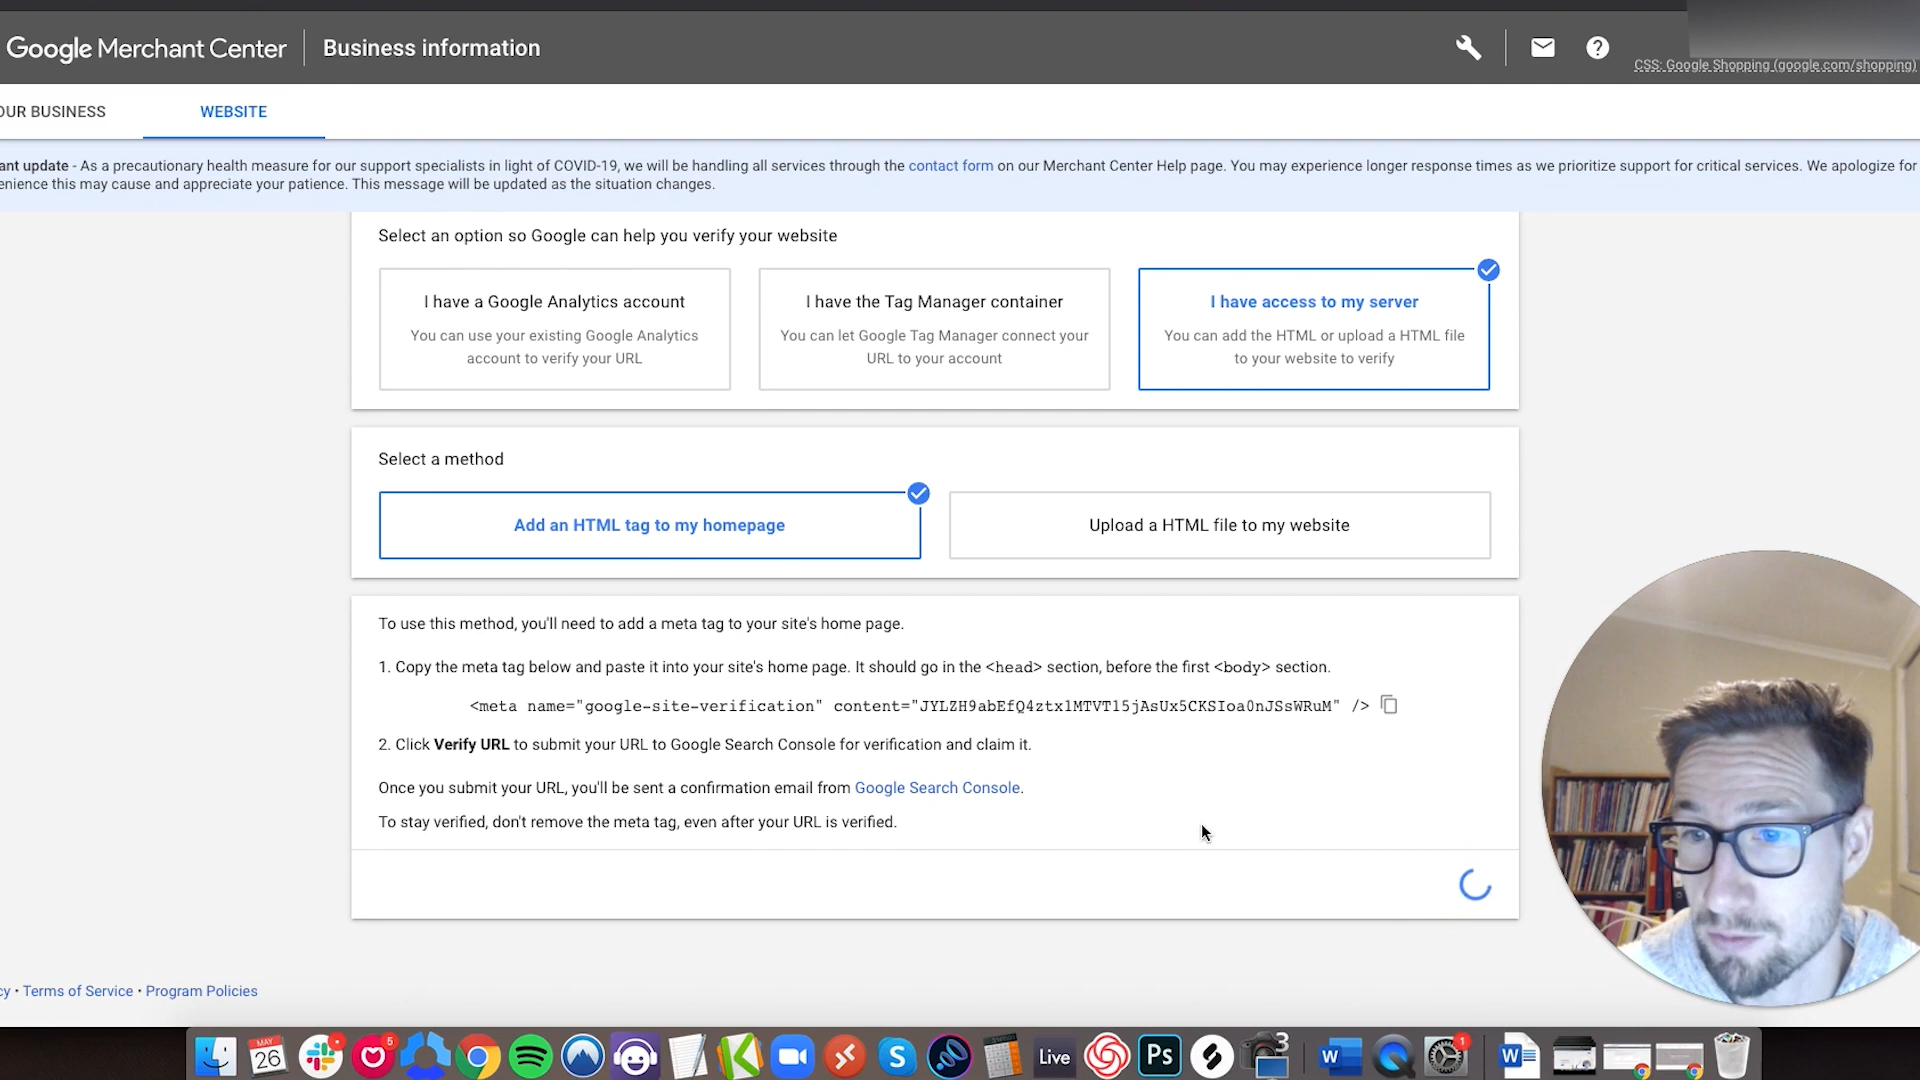 Google Merchant Center
Business information
CSS: Google Shopping (google.com/shopping)
OUR BUSINESS
WEBSITE
ant update - As a precautionary health measure for our support specialists in light of COVID-19, we will be handling all services through the contact form on our Merchant Center Help page. You may experience longer response times as we prioritize support for critical services. We apologize for
enience this may cause and appreciate your patience. This message will be updated as the situation changes.
Select an option so Google can help you verify your website
I have a Google Analytics account
You can use your existing Google Analytics
account to verify your URL
I have the Tag Manager container
You can let Google Tag Manager connect your
URL to your account
I have access to my server
You can add the HTML or upload a HTML file
to your website to verify
Select a method
Add an HTML tag to my homepage
Upload a HTML file to my website
To use this method, you'll need to add a meta tag to your site's home page.
1. Copy the meta tag below and paste it into your site's home page. It should go in the <head> section, before the first <body> section.
<meta name="google-site-verification" content="JYLZH9abEfQ4ztx1MTVT15jAsUx5CKSIoa0nJSsWRuM" />
2. Click Verify URL to submit your URL to Google Search Console for verification and claim it.
Once you submit your URL, you'll be sent a confirmation email from Google Search Console.
To stay verified, don't remove the meta tag, even after your URL is verified.
cy • Terms of Service • Program Policies
MAY
26
5
S
Live
Ps
3
W
1
W